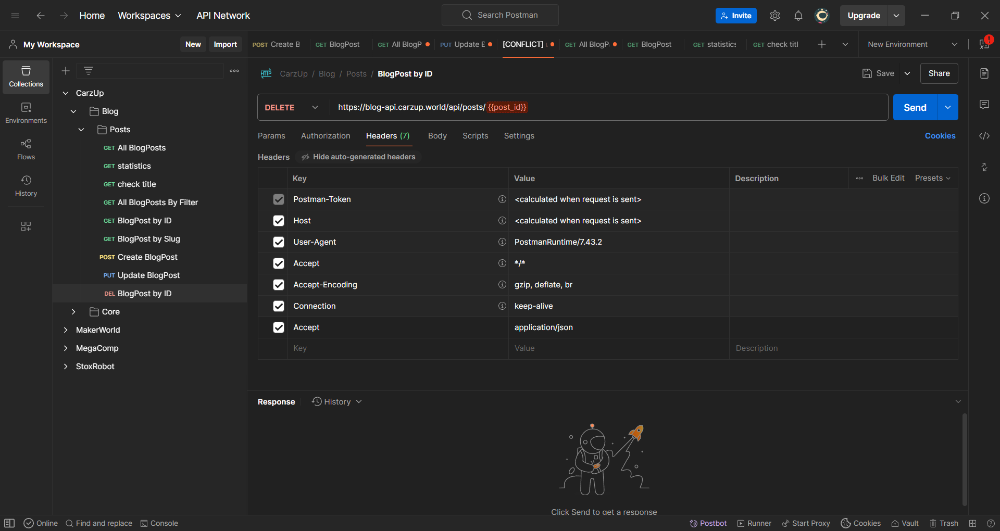 Home
Workspaces
API Network
Search Postman
Invite
Upgrade
My Workspace
New
Import
POST Create B
GET BlogPost
GET All BlogP
PUT Update E
[CONFLICT]
GET All BlogP
GET BlogPost
GET statistics
GET check titl
New Environment
Collections
Environments
Flows
History
CarzUp
Blog
Posts
GET All BlogPosts
GET statistics
GET check title
GET All BlogPosts By Filter
GET BlogPost by ID
GET BlogPost by Slug
POST Create BlogPost
PUT Update BlogPost
DEL BlogPost by ID
Core
MakerWorld
MegaComp
StoxRobot
HTTP CarzUp / Blog / Posts / BlogPost by ID
Save
Share
DELETE
https://blog-api.carzup.world/api/posts/{{post_id}}
Send
Params
Authorization
Headers (7)
Body
Scripts
Settings
Cookies
Headers
Hide auto-generated headers
Key Value Description Bulk Edit Presets
Postman-Token <calculated when request is sent>
Host <calculated when request is sent>
User-Agent PostmanRuntime/7.43.2
Accept */*
Accept-Encoding gzip, deflate, br
Connection keep-alive
Accept application/json
Key Value Description
Response
History
Click Send to get a response
Online
Find and replace
Console
Postbot
Runner
Start Proxy
Cookies
Vault
Trash